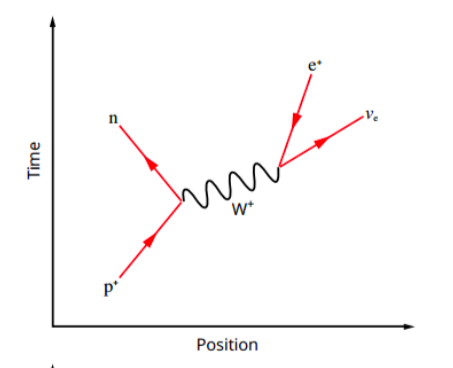 e⁺
n
νₑ
Time
W⁺
p⁺
Position